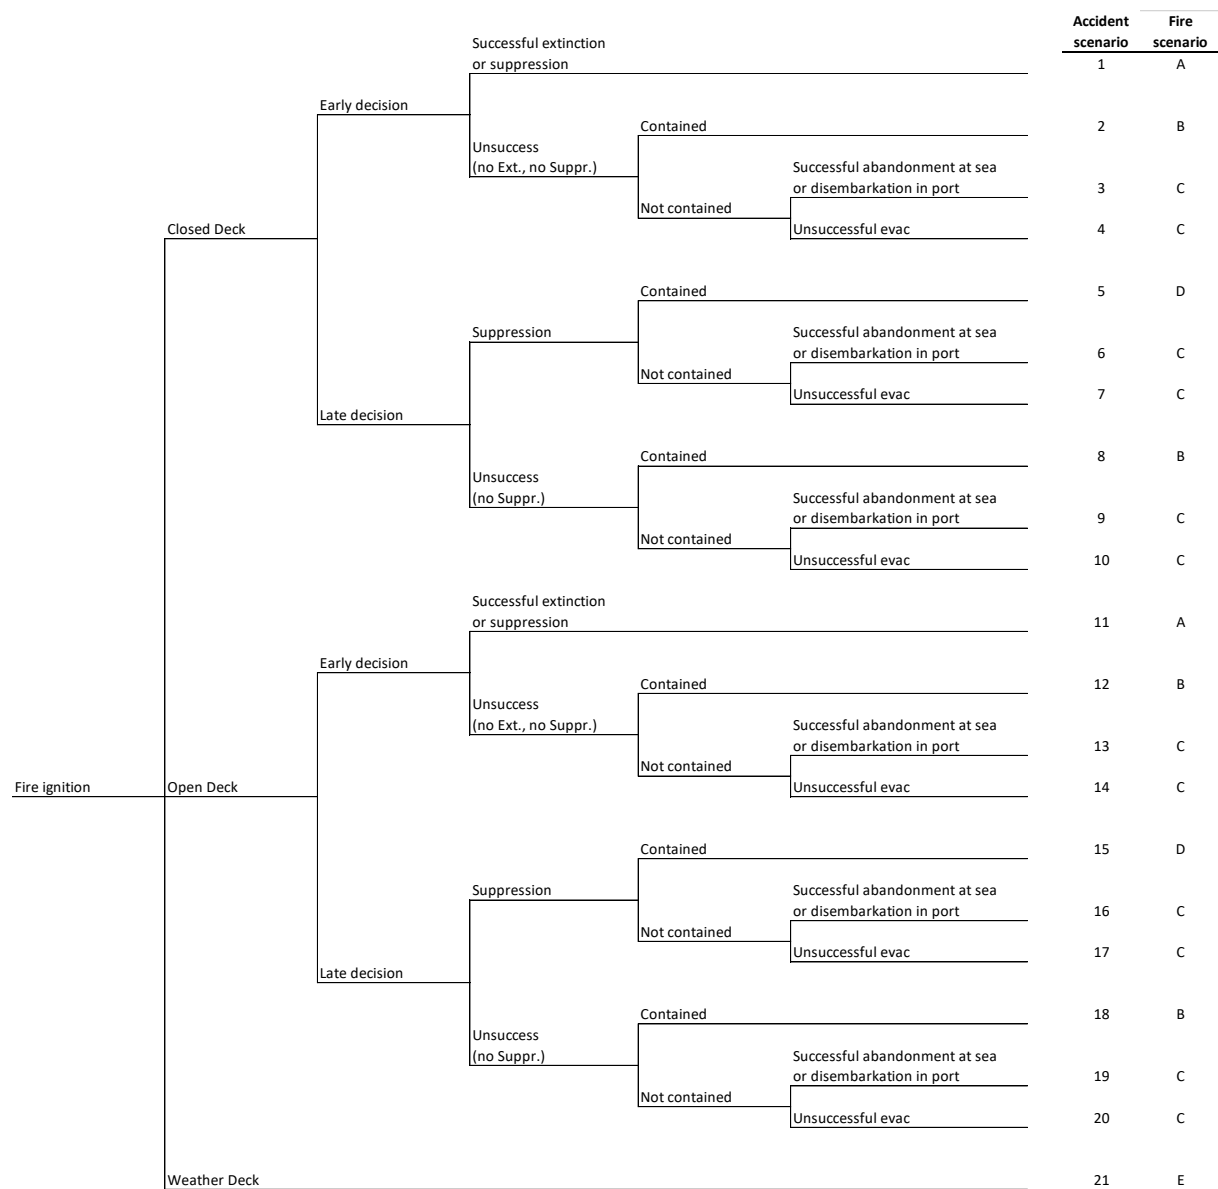 Accident Fire
scenario scenario
Successful extinction
or suppression 1 A
Early decision
Contained 2 B
Unsuccess
(no Ext., no Suppr.)
Successful abandonment at sea
or disembarkation in port 3 C
Not contained
Closed Deck Unsuccessful evac 4 C
Contained 5 D
Suppression Successful abandonment at sea
or disembarkation in port 6 C
Not contained
Unsuccessful evac 7 C
Late decision
Contained 8 B
Unsuccess
(no Suppr.) Successful abandonment at sea
or disembarkation in port 9 C
Not contained
Unsuccessful evac 10 C
Successful extinction
or suppression 11 A
Early decision
Contained 12 B
Unsuccess
(no Ext., no Suppr.) Successful abandonment at sea
or disembarkation in port 13 C
Not contained
Fire ignition Open Deck Unsuccessful evac 14 C
Contained 15 D
Suppression Successful abandonment at sea
or disembarkation in port 16 C
Not contained
Unsuccessful evac 17 C
Late decision
Contained 18 B
Unsuccess
(no Suppr.) Successful abandonment at sea
or disembarkation in port 19 C
Not contained
Unsuccessful evac 20 C
Weather Deck 21 E